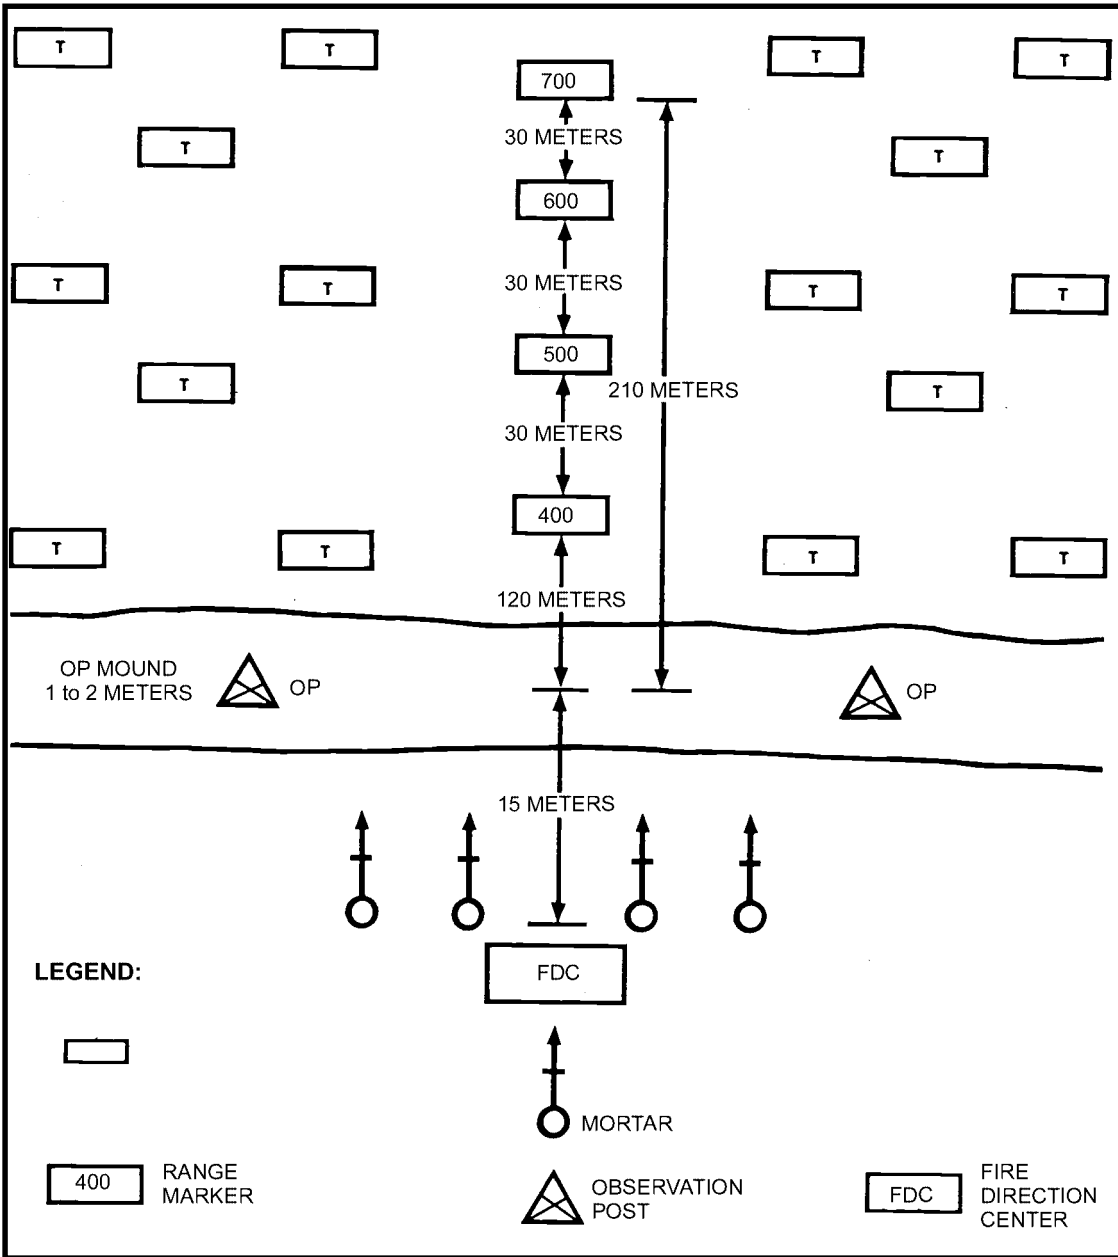 T
T
T
T
700
30 METERS
T
T
600
T
T
30 METERS
T
T
500
T
210 METERS
T
30 METERS
400
T
T
T
T
120 METERS
OP MOUND
1 to 2 METERS
OP
OP
15 METERS
FDC
LEGEND:
MORTAR
400
RANGE
MARKER
OBSERVATION
POST
FDC
FIRE
DIRECTION
CENTER